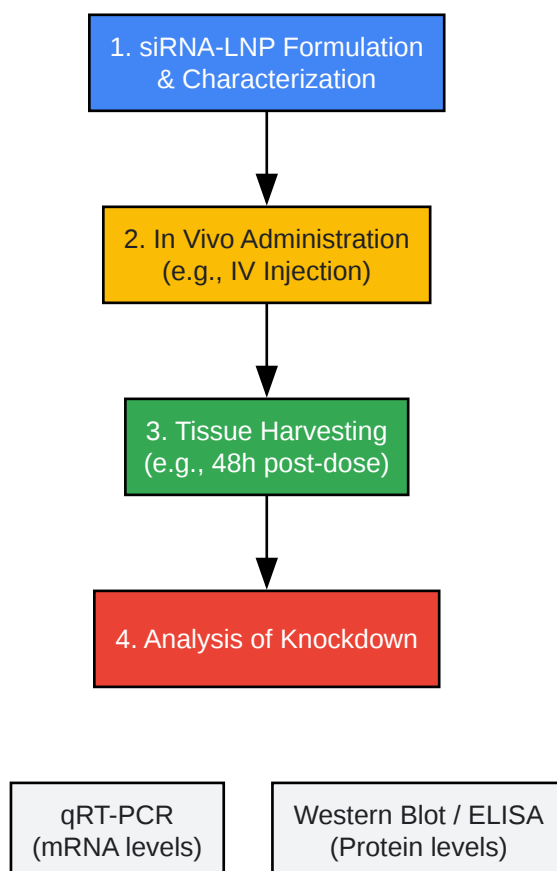 1. siRNA-LNP Formulation
& Characterization
2. In Vivo Administration
(e.g., IV Injection)
3. Tissue Harvesting
(e.g., 48h post-dose)
4. Analysis of Knockdown
qRT-PCR
(mRNA levels)
Western Blot / ELISA
(Protein levels)